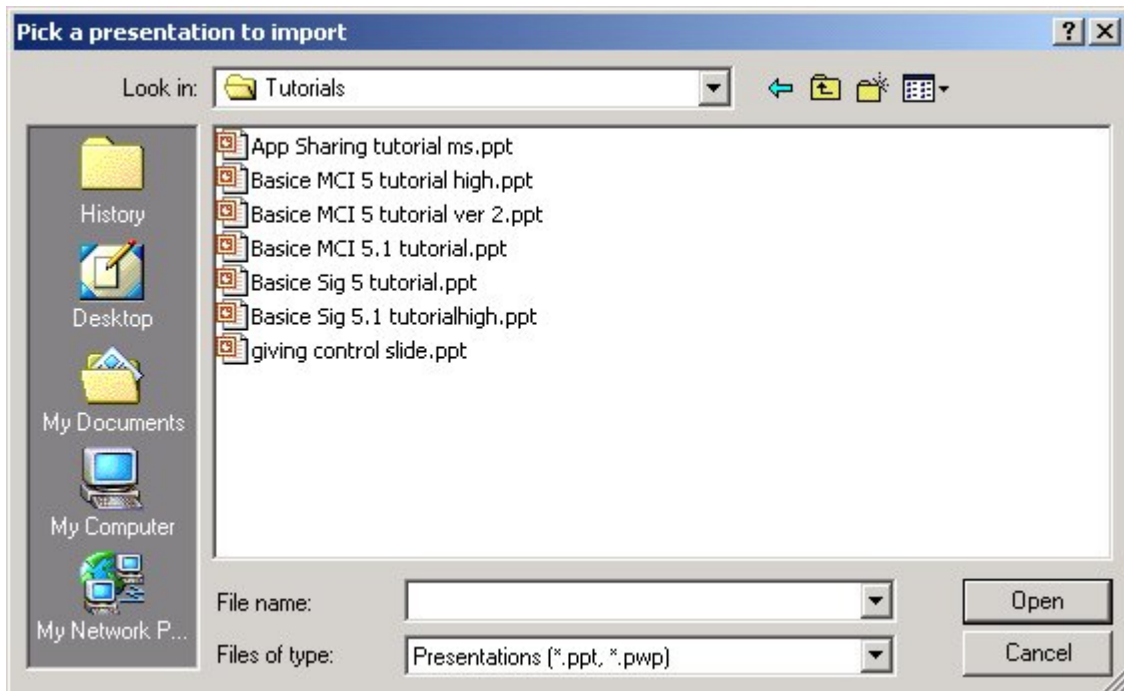 Pick a presentation to import
Look in: Tutorials
App Sharing tutorial ms.ppt
Basice MCI 5 tutorial high.ppt
Basice MCI 5 tutorial ver 2.ppt
Basice MCI 5.1 tutorial.ppt
Basice Sig 5 tutorial.ppt
Basice Sig 5.1 tutorialhigh.ppt
giving control slide.ppt
History
Desktop
My Documents
My Computer
My Network P...
File name:
Open
Files of type: Presentations (*.ppt, *.pwp)
Cancel